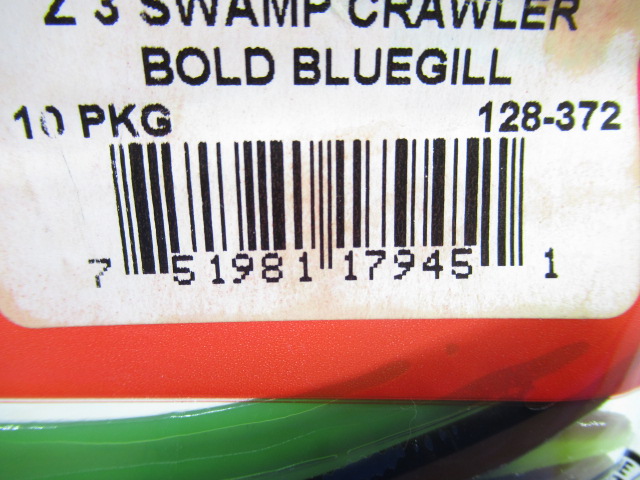 Z 3 SWAMP CRAWLER
BOLD BLUEGILL
10 PKG 128-372
7 51981 17945 1